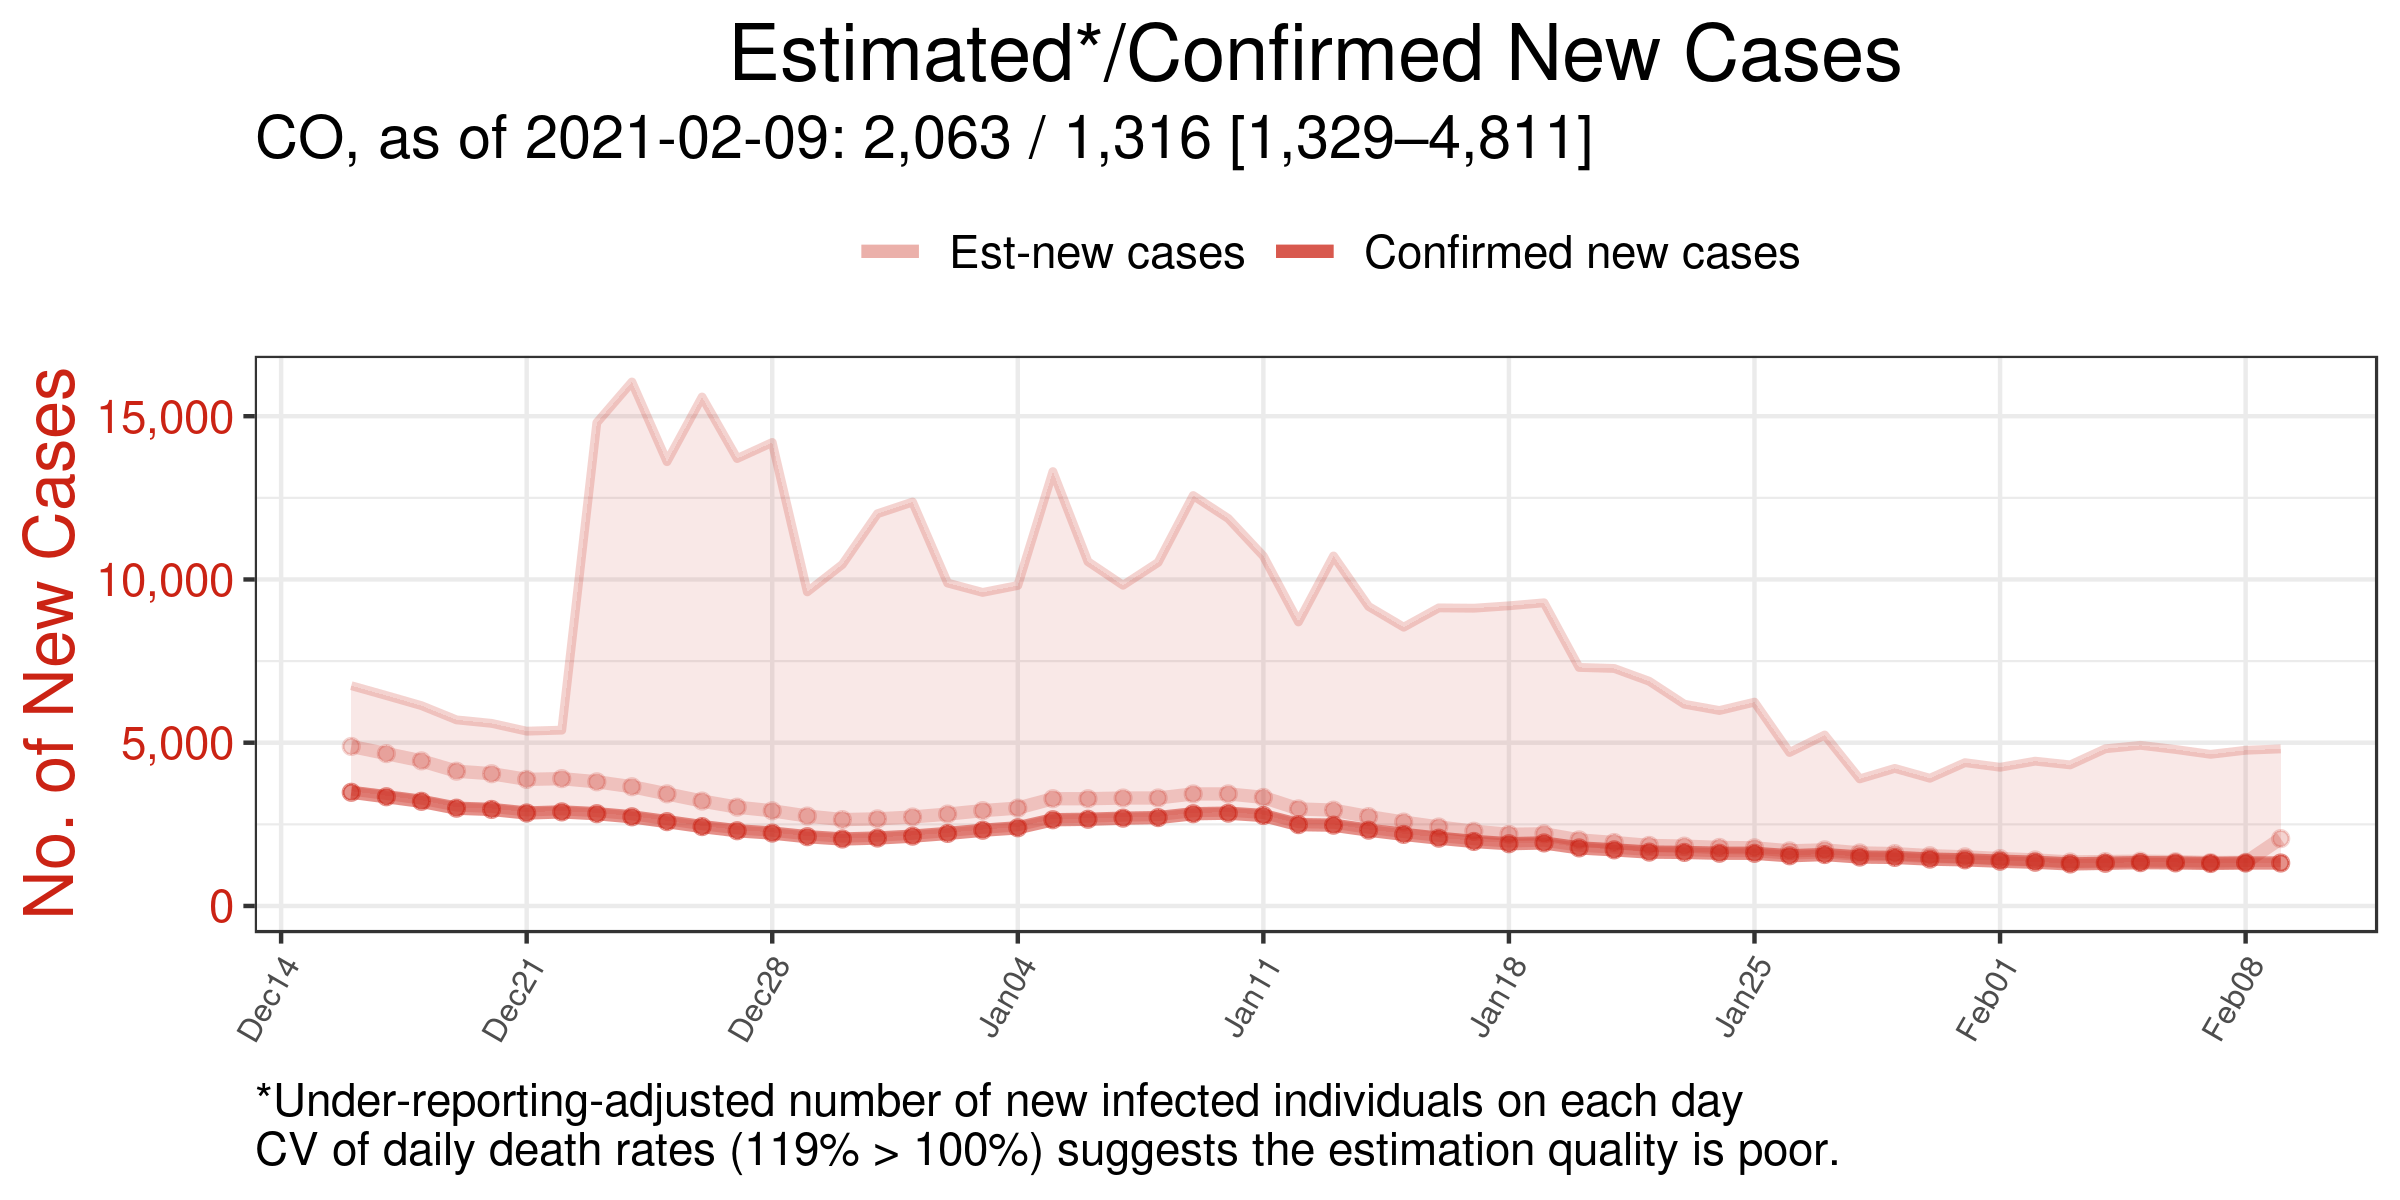 Estimated*/Confirmed New Cases
CO, as of 2021-02-09: 2,063 / 1,316 [1,329–4,811]
Est-new cases Confirmed new cases
No. of New Cases
15,000
10,000
5,000
0
Dec14 Dec21 Dec28 Jan04 Jan11 Jan18 Jan25 Feb01 Feb08
*Under-reporting-adjusted number of new infected individuals on each day
CV of daily death rates (119% > 100%) suggests the estimation quality is poor.